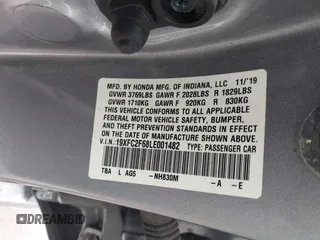 MFD. BY HONDA MFG. OF INDIANA, LLC 11/'19
GVWR 3769LBS GAWR F 2028LBS R 1829LBS
GVWR 1710KG GAWR F 920KG R 830KG
THIS VEHICLE CONFORMS TO ALL APPLICABLE
FEDERAL MOTOR VEHICLE SAFETY, BUMPER,
AND THEFT PREVENTION STANDARDS IN EFFECT
ON THE DATE OF MANUFACTURE SHOWN ABOVE.
V.I.N.: 19XFC2F68LE001482 TYPE: PASSENGER CAR
TBA L AG5 -NH830M -A -E
DREAMBID